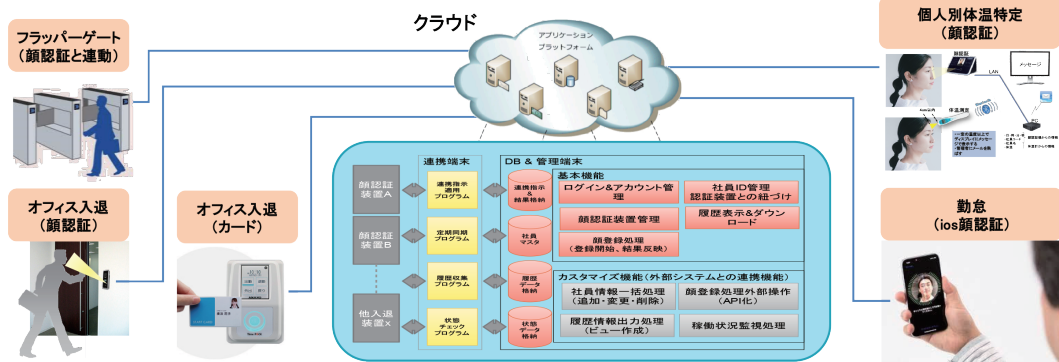 クラウド
アプリケーション
プラットフォーム
フラッパーゲート
(顔認証と連動)
オフィス入退
(顔認証)
オフィス入退
(カード)
個人別体温特定
(顔認証)
顔認証
メッセージ
LAN
体温測定
PC
勤怠
(ios顔認証)
連携端末
DB & 管理端末
顔認証
装置A
顔認証
装置B
他入退
装置X
連携指示
適用
プログラム
定期同期
プログラム
履歴収集
プログラム
状態
チェック
プログラム
連携指示
&
結果格納
社員
マスタ
履歴
データ
格納
状態
データ
格納
基本機能
ログイン&アカウント管
理
社員ID管理
認証装置との紐づけ
顔認証装置管理
履歴表示&ダウン
ロード
顔登録処理
(登録開始、結果反映)
カスタマイズ機能(外部システムとの連携機能)
社員情報一括処理
(追加・変更・削除)
顔登録処理外部操作
(API化)
履歴情報出力処理
(ビュー作成)
稼働状況監視処理